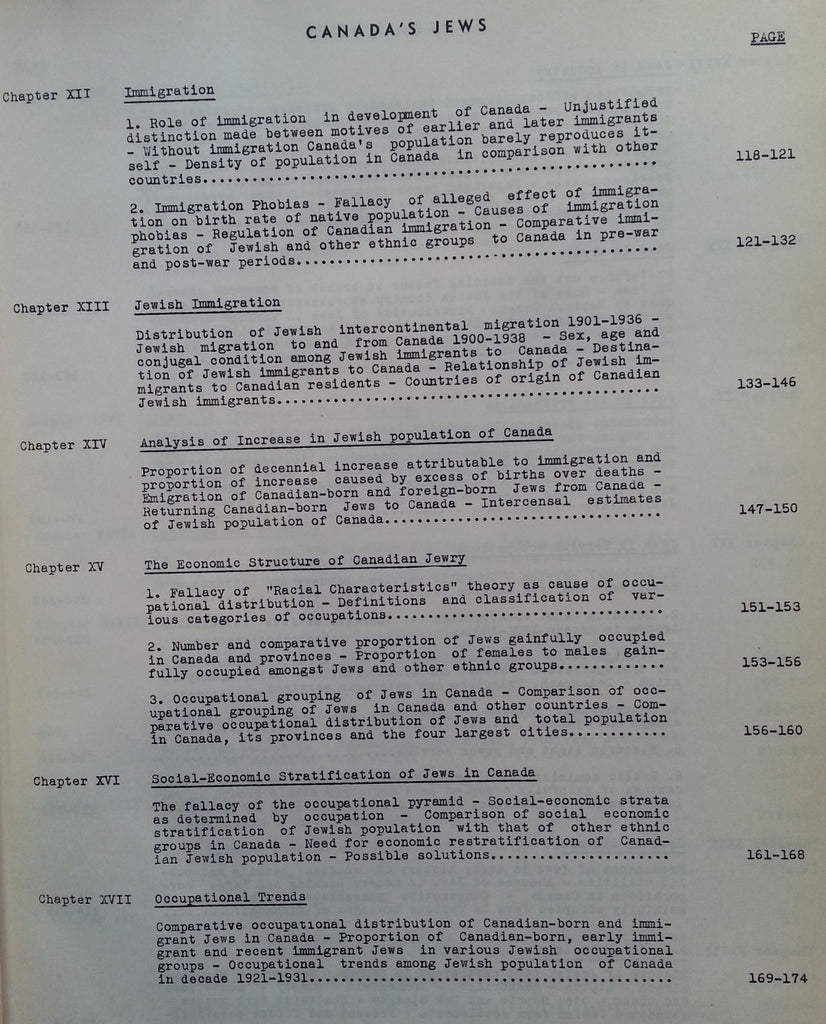 CANADA'S JEWS
PAGE
Chapter XII Immigration
1. Role of immigration in development of Canada - Unjustified
distinction made between motives of earlier and later immigrants
- Without immigration Canada's population barely reproduces it-
self - Density of population in Canada in comparison with other
countries.......................................................... 118-121
2. Immigration Phobias - Fallacy of alleged effect of immigra-
tion on birth rate of native population - Causes of immigration
phobias - Regulation of Canadian immigration - Comparative immi-
gration of Jewish and other ethnic groups to Canada in pre-war
and post-war periods............................................... 121-132
Chapter XIII Jewish Immigration
Distribution of Jewish intercontinental migration 1901-1936 -
Jewish migration to and from Canada 1900-1938 - Sex, age and
conjugal condition among Jewish immigrants to Canada - Destina-
tion of Jewish immigrants to Canada - Relationship of Jewish im-
migrants to Canadian residents - Countries of origin of Canadian
Jewish immigrants................................................ 133-146
Chapter XIV Analysis of Increase in Jewish population of Canada
Proportion of decennial increase attributable to immigration and
proportion of increase caused by excess of births over deaths -
Emigration of Canadian-born and foreign-born Jews from Canada -
Returning Canadian-born Jews to Canada - Intercensal estimates
of Jewish population of Canada.................................. 147-150
Chapter XV The Economic Structure of Canadian Jewry
1. Fallacy of "Racial Characteristics" theory as cause of occu-
pational distribution - Definitions and classification of var-
ious categories of occupations.................................. 151-153
2. Number and comparative proportion of Jews gainfully occupied
in Canada and provinces - Proportion of females to males gain-
fully occupied amongst Jews and other ethnic groups............. 153-156
3. Occupational grouping of Jews in Canada - Comparison of occ-
upational grouping of Jews in Canada and other countries - Com-
parative occupational distribution of Jews and total population
in Canada, its provinces and the four largest cities............ 156-160
Chapter XVI Social-Economic Stratification of Jews in Canada
The fallacy of the occupational pyramid - Social-economic strata
as determined by occupation - Comparison of social economic
stratification of Jewish population with that of other ethnic
groups in Canada - Need for economic restratification of Canad-
ian Jewish population - Possible solutions...................... 161-168
Chapter XVII Occupational Trends
Comparative occupational distribution of Canadian-born and immi-
grant Jews in Canada - Proportion of Canadian-born, early immi-
grant and recent immigrant Jews in various Jewish occupational
groups - Occupational trends among Jewish population of Canada
in decade 1921-1931............................................. 169-174